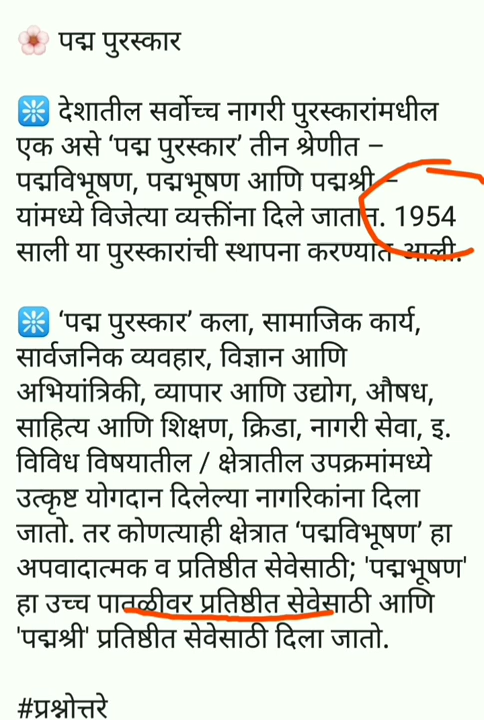 🌸 पद्म पुरस्कार
❇️ देशातील सर्वोच्च नागरी पुरस्कारांमधील
एक असे ‘पद्म पुरस्कार’ तीन श्रेणीत –
पद्मविभूषण, पद्मभूषण आणि पद्मश्री –
यांमध्ये विजेत्या व्यक्तींना दिले जातात. 1954
साली या पुरस्कारांची स्थापना करण्यात आली.
❇️ ‘पद्म पुरस्कार’ कला, सामाजिक कार्य,
सार्वजनिक व्यवहार, विज्ञान आणि
अभियांत्रिकी, व्यापार आणि उद्योग, औषध,
साहित्य आणि शिक्षण, क्रिडा, नागरी सेवा, इ.
विविध विषयातील / क्षेत्रातील उपक्रमांमध्ये
उत्कृष्ट योगदान दिलेल्या नागरिकांना दिला
जातो. तर कोणत्याही क्षेत्रात ‘पद्मविभूषण’ हा
अपवादात्मक व प्रतिष्ठीत सेवेसाठी; 'पद्मभूषण'
हा उच्च पातळीवर प्रतिष्ठीत सेवेसाठी आणि
'पद्मश्री' प्रतिष्ठीत सेवेसाठी दिला जातो.
#प्रश्नोत्तरे